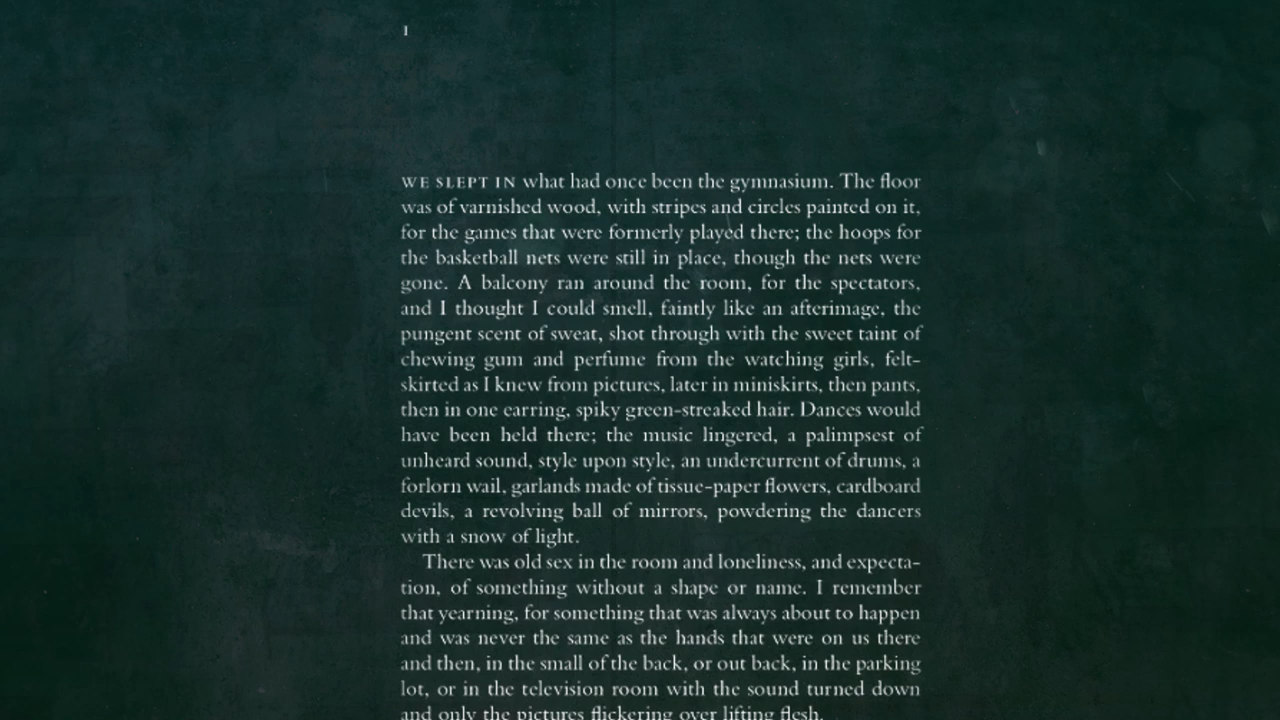 I
WE SLEPT IN what had once been the gymnasium. The floor
was of varnished wood, with stripes and circles painted on it,
for the games that were formerly played there; the hoops for
the basketball nets were still in place, though the nets were
gone. A balcony ran around the room, for the spectators,
and I thought I could smell, faintly like an afterimage, the
pungent scent of sweat, shot through with the sweet taint of
chewing gum and perfume from the watching girls, felt-
skirted as I knew from pictures, later in miniskirts, then pants,
then in one earring, spiky green-streaked hair. Dances would
have been held there; the music lingered, a palimpsest of
unheard sound, style upon style, an undercurrent of drums, a
forlorn wail, garlands made of tissue-paper flowers, cardboard
devils, a revolving ball of mirrors, powdering the dancers
with a snow of light.
There was old sex in the room and loneliness, and expecta-
tion, of something without a shape or name. I remember
that yearning, for something that was always about to happen
and was never the same as the hands that were on us there
and then, in the small of the back, or out back, in the parking
lot, or in the television room with the sound turned down
and only the pictures flickering over lifting flesh.